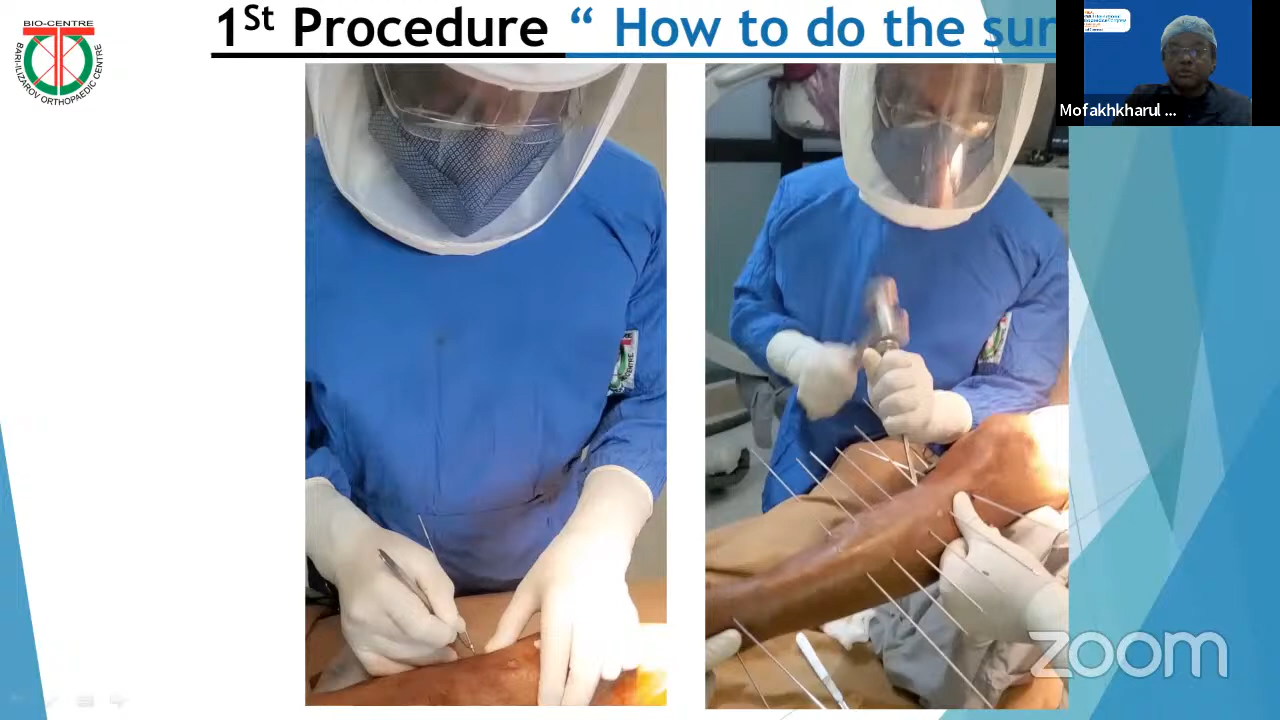 BIO-CENTRE
BARI-ILIZAROV ORTHOPAEDIC CENTRE
1St Procedure “ How to do the sur
Mofakhkharul ...
zoom